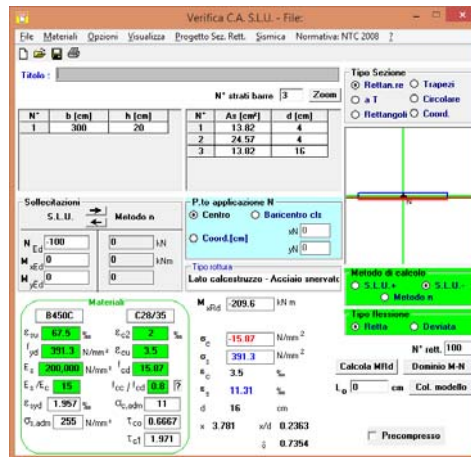 Verifica C.A. S.L.U. - File:
File Materiali Opzioni Visualizza Progetto Sez. Rett. Sismica Normativa: NTC 2008 ?
Titolo :
N° strati barre 3 Zoom
N° b [cm] h [cm]
1 300 20
N° As [cm²] d [cm]
1 13.82 4
2 24.57 4
3 13.82 16
Tipo Sezione
Rettan.re Trapezi
a T Circolare
Rettangoli Coord.
N
Sollecitazioni
S.L.U. Metodo n
N Ed -100 0 kN
M xEd 0 0 kNm
M yEd 0 0
P.to applicazione N
Centro Baricentro cls
Coord.[cm] xN 0
yN 0
Tipo rottura
Lato calcestruzzo - Acciaio snervato
Metodo di calcolo
S.L.U.+ S.L.U.-
Metodo n
Tipo flessione
Retta Deviata
Materiali
B450C C28/35
εsu 67.5 ‰ εc2 2 ‰
fyd 391.3 N/mm² εcu 3.5
Es 200,000 N/mm² fcd 15.87
Es/Ec 15 fcc / fcd 0.8 ?
εsyd 1.957 ‰ σc,adm 11
σs,adm 255 N/mm² τco 0.6667
τc1 1.971
M xRd -209.6 kN m
σc -15.87 N/mm²
σs 391.3 N/mm²
εc 3.5 ‰
εs 11.31 ‰
d 16 cm
x 3.781 x/d 0.2363
δ 0.7354
N° rett. 100
Calcola MRd Dominio M-N
L0 0 cm Col. modello
Precompresso